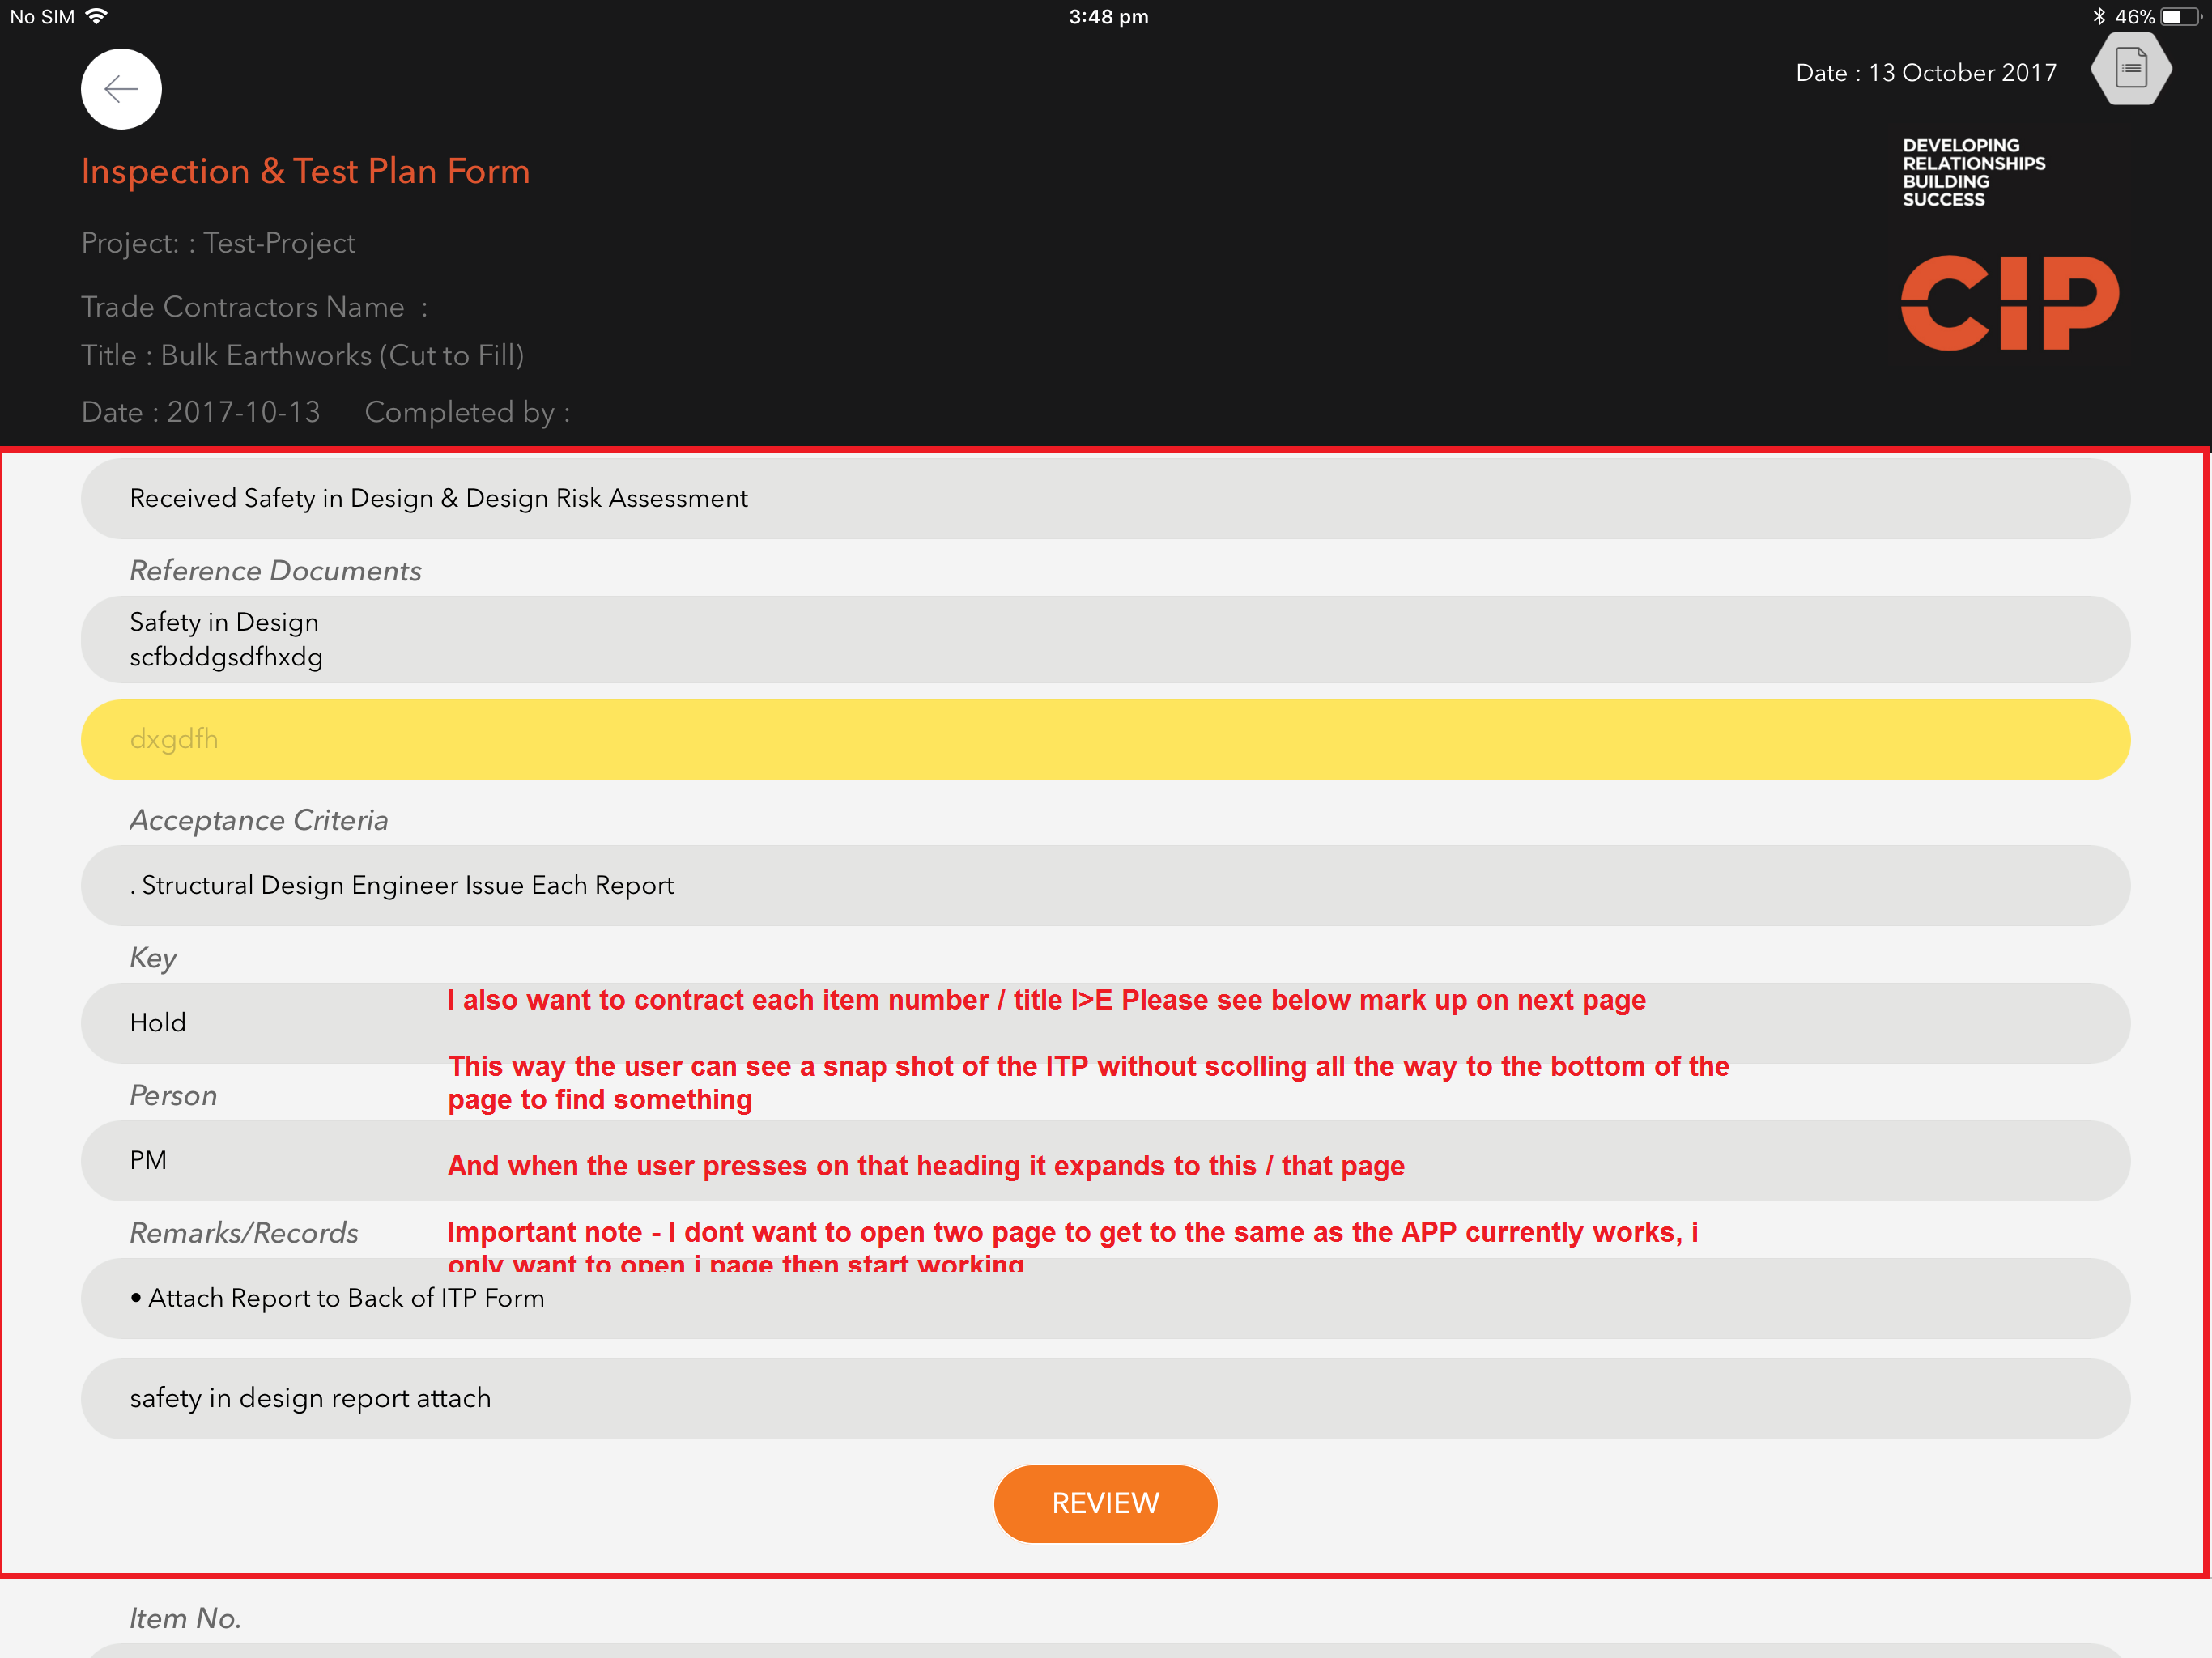 No SIM
3:48 pm
46%
Date : 13 October 2017
DEVELOPING
RELATIONSHIPS
BUILDING
SUCCESS
CIP
Inspection & Test Plan Form
Project: : Test-Project
Trade Contractors Name :
Title : Bulk Earthworks (Cut to Fill)
Date : 2017-10-13 Completed by :
Received Safety in Design & Design Risk Assessment
Reference Documents
Safety in Design
scfbddgsdfhxdg
dxgdfh
Acceptance Criteria
. Structural Design Engineer Issue Each Report
Key
I also want to contract each item number / title I>E Please see below mark up on next page
Hold
This way the user can see a snap shot of the ITP without scolling all the way to the bottom of the
page to find something
Person
PM
And when the user presses on that heading it expands to this / that page
Remarks/Records
Important note - I dont want to open two page to get to the same as the APP currently works, i
only want to open i page then start working
• Attach Report to Back of ITP Form
safety in design report attach
REVIEW
Item No.